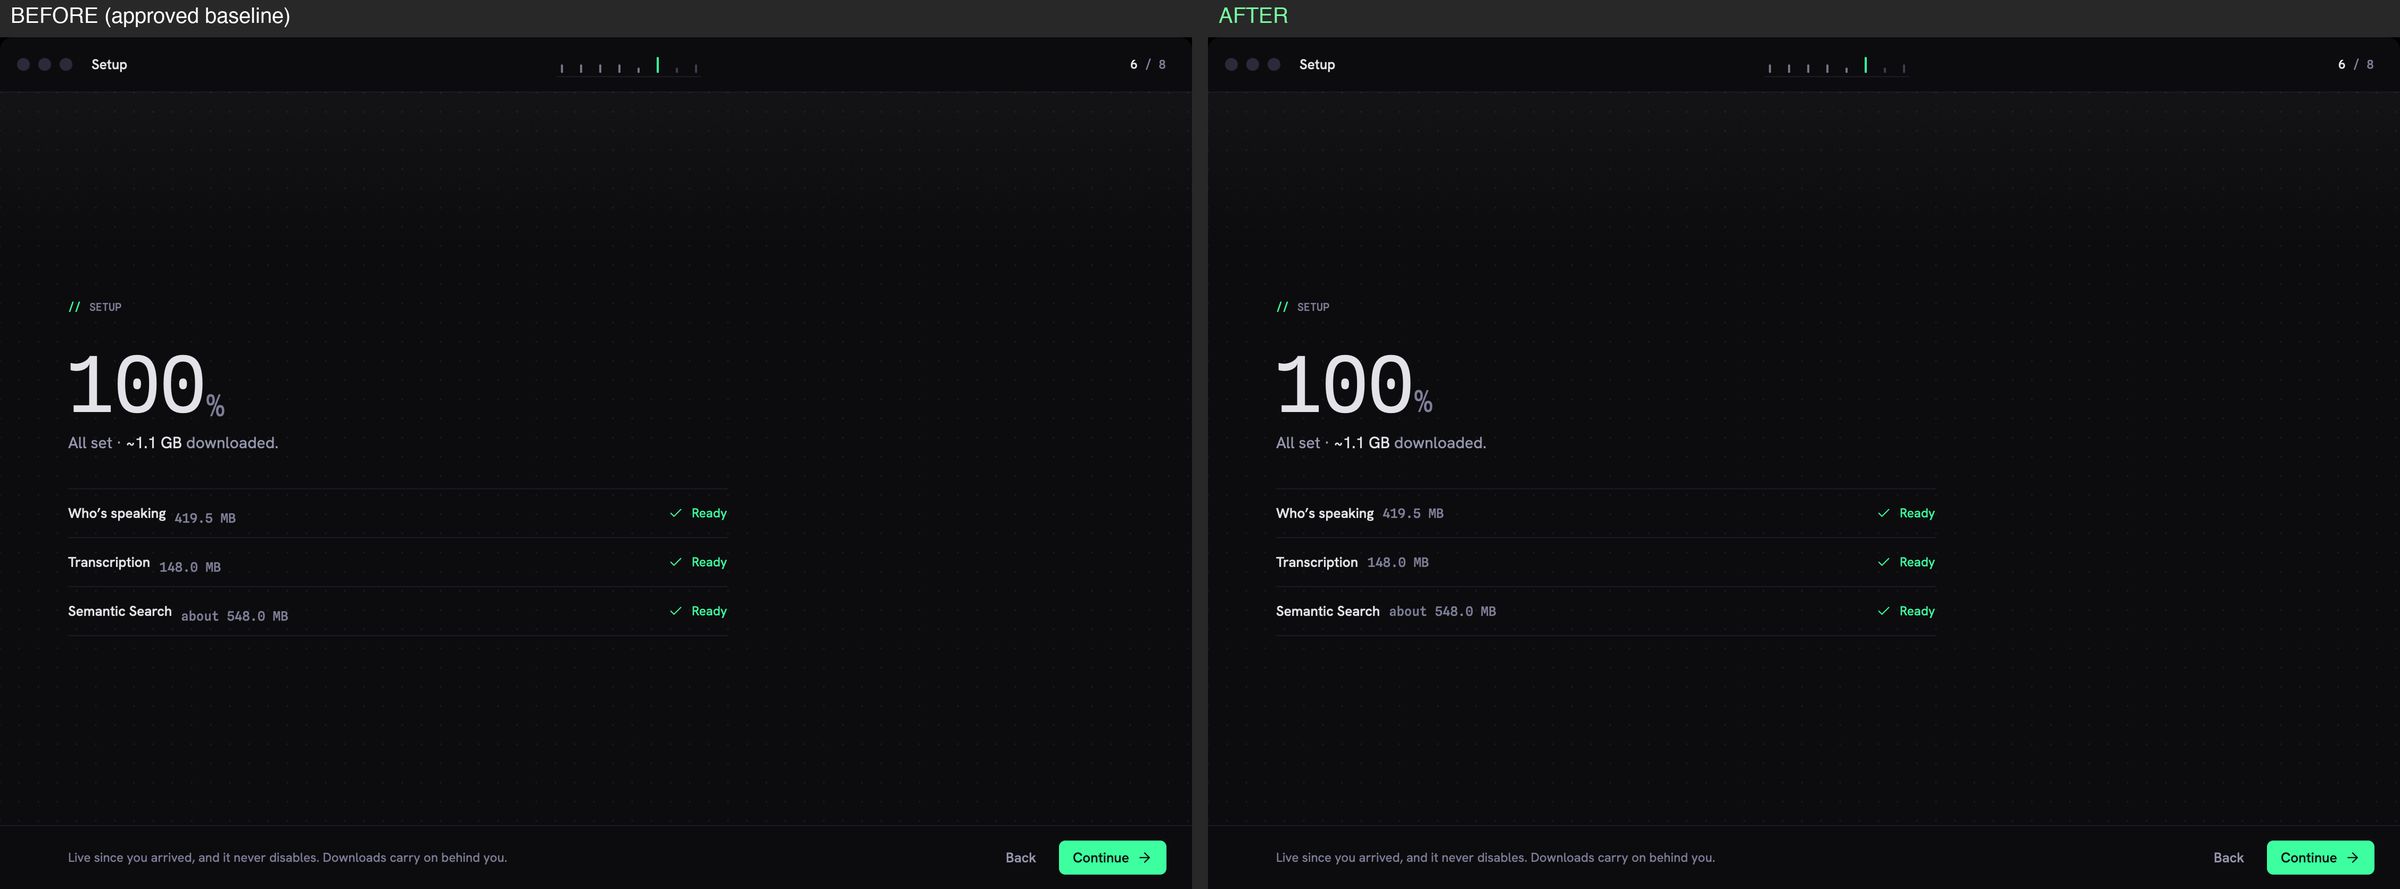 BEFORE (approved baseline)
Setup
6 / 8
// SETUP
100%
All set · ~1.1 GB downloaded.
Who’s speaking 419.5 MB
Ready
Transcription 148.0 MB
Ready
Semantic Search about 548.0 MB
Ready
Live since you arrived, and it never disables. Downloads carry on behind you.
Back
Continue →
AFTER
Setup
6 / 8
// SETUP
100%
All set · ~1.1 GB downloaded.
Who’s speaking 419.5 MB
Ready
Transcription 148.0 MB
Ready
Semantic Search about 548.0 MB
Ready
Live since you arrived, and it never disables. Downloads carry on behind you.
Back
Continue →